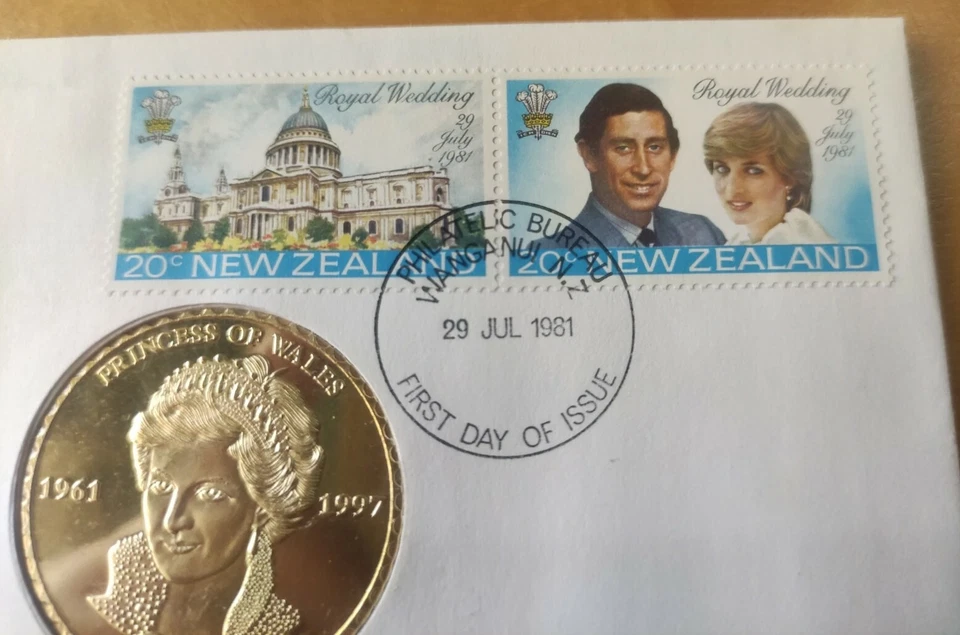 Royal Wedding
29
July
1981
20c NEW ZEALAND
Royal Wedding
29
July
1981
20c NEW ZEALAND
PHILATELIC BUREAU
WANGANUI N.Z
29 JUL 1981
FIRST DAY OF ISSUE
PRINCESS OF WALES
1961
1997